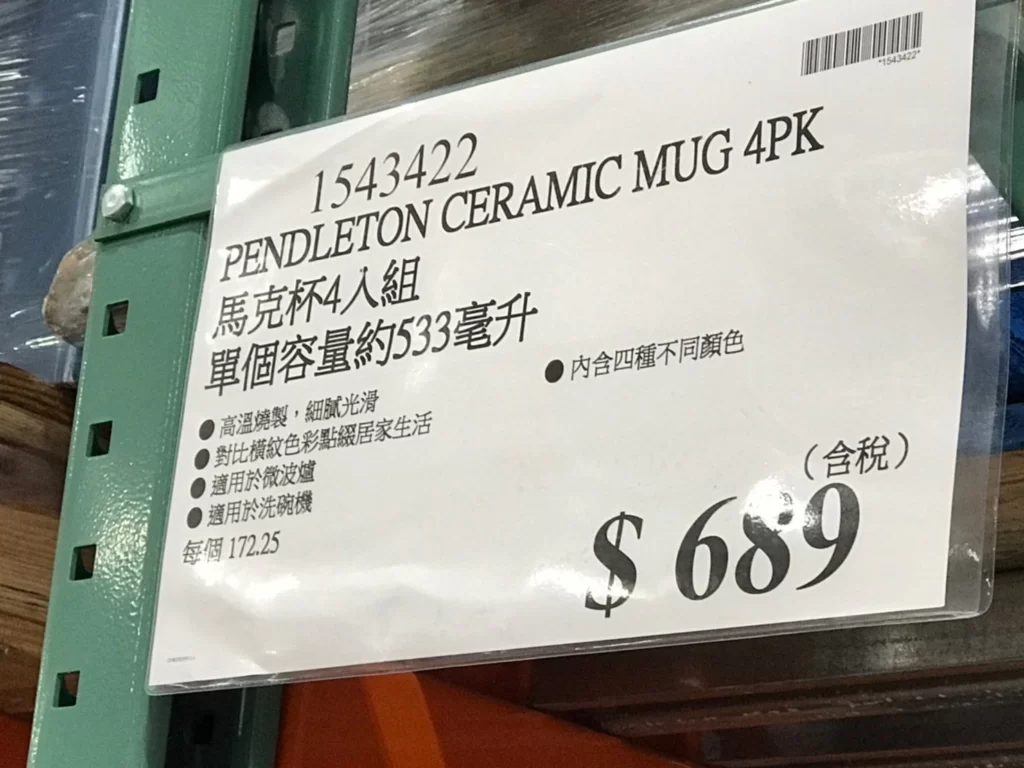 *1543422*
1543422
PENDLETON CERAMIC MUG 4PK
馬克杯4入組
單個容量約533毫升
● 高溫燒製，細膩光滑
● 對比橫紋色彩點綴居家生活
● 適用於微波爐
● 適用於洗碗機
● 內含四種不同顏色
每個 172.25
（含稅）
$ 689